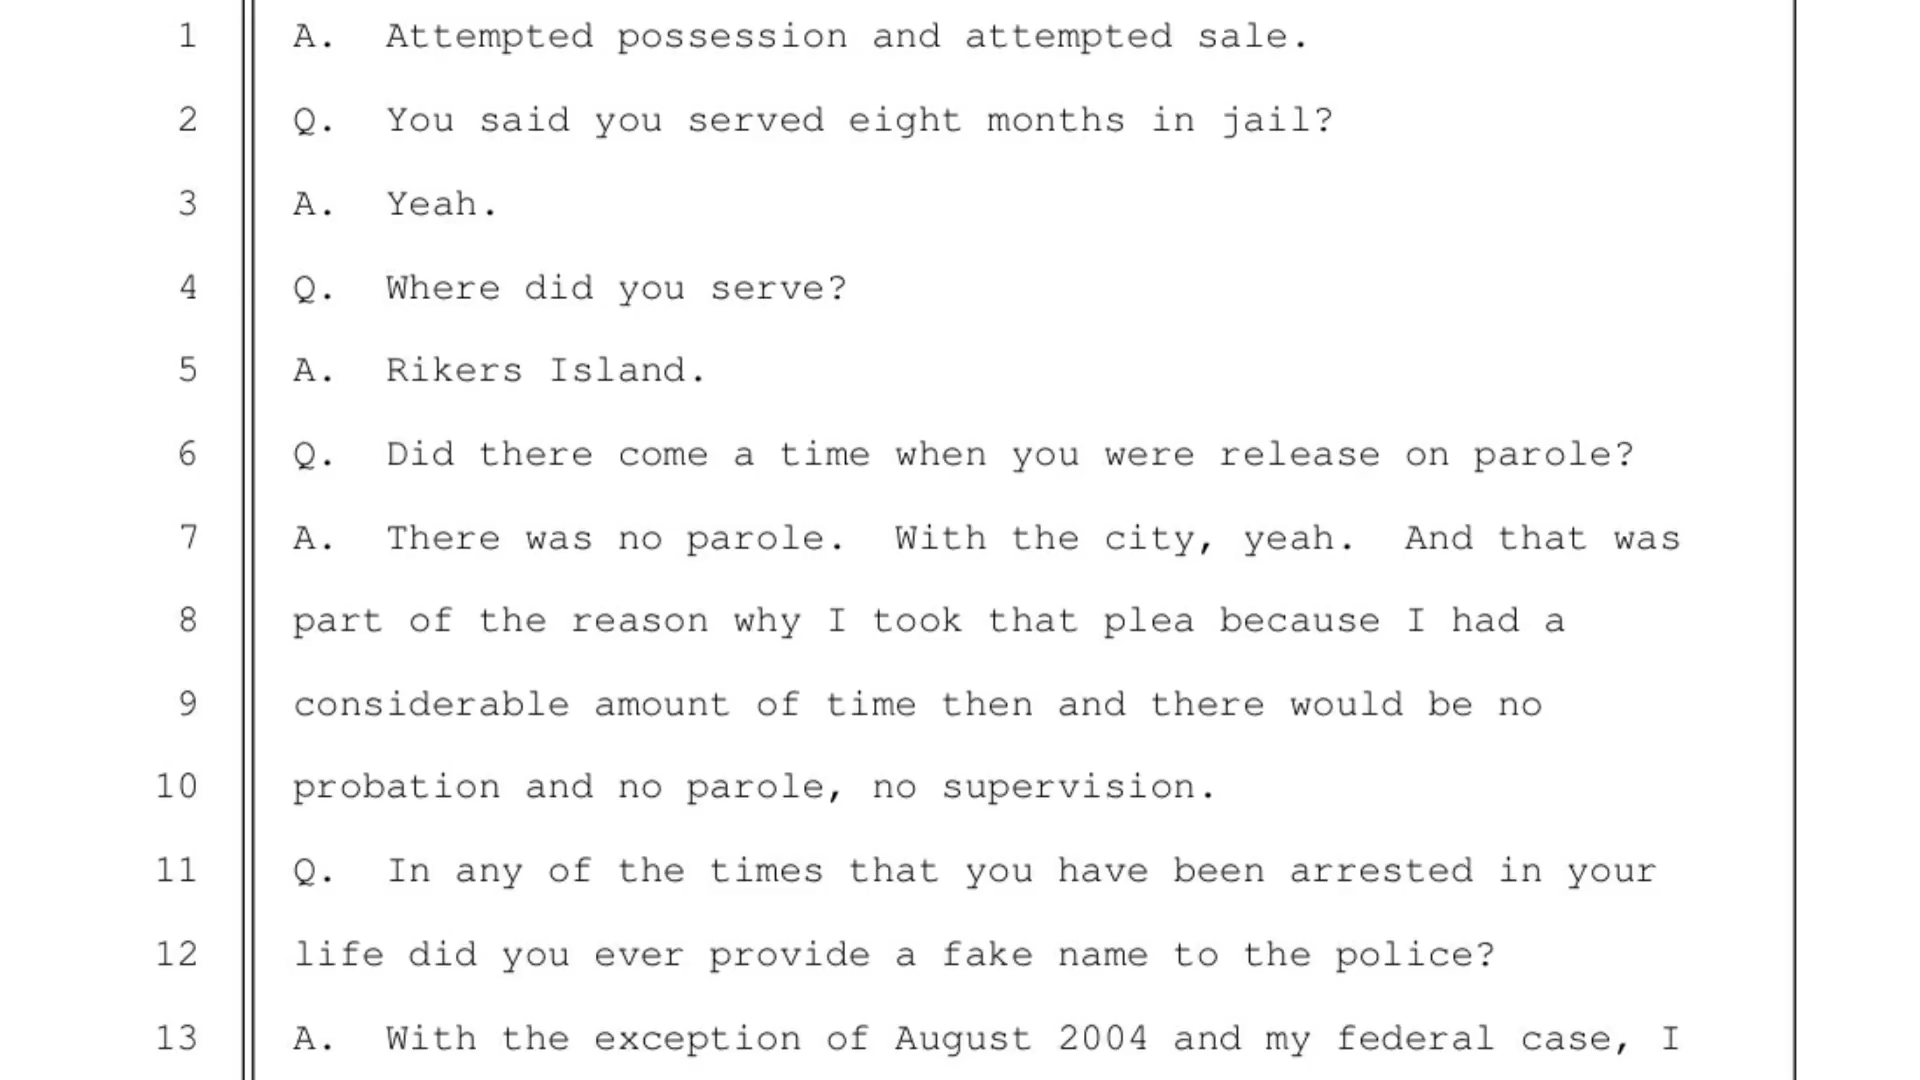 1 A. Attempted possession and attempted sale.
2 Q. You said you served eight months in jail?
3 A. Yeah.
4 Q. Where did you serve?
5 A. Rikers Island.
6 Q. Did there come a time when you were release on parole?
7 A. There was no parole. With the city, yeah. And that was
8 part of the reason why I took that plea because I had a
9 considerable amount of time then and there would be no
10 probation and no parole, no supervision.
11 Q. In any of the times that you have been arrested in your
12 life did you ever provide a fake name to the police?
13 A. With the exception of August 2004 and my federal case, I